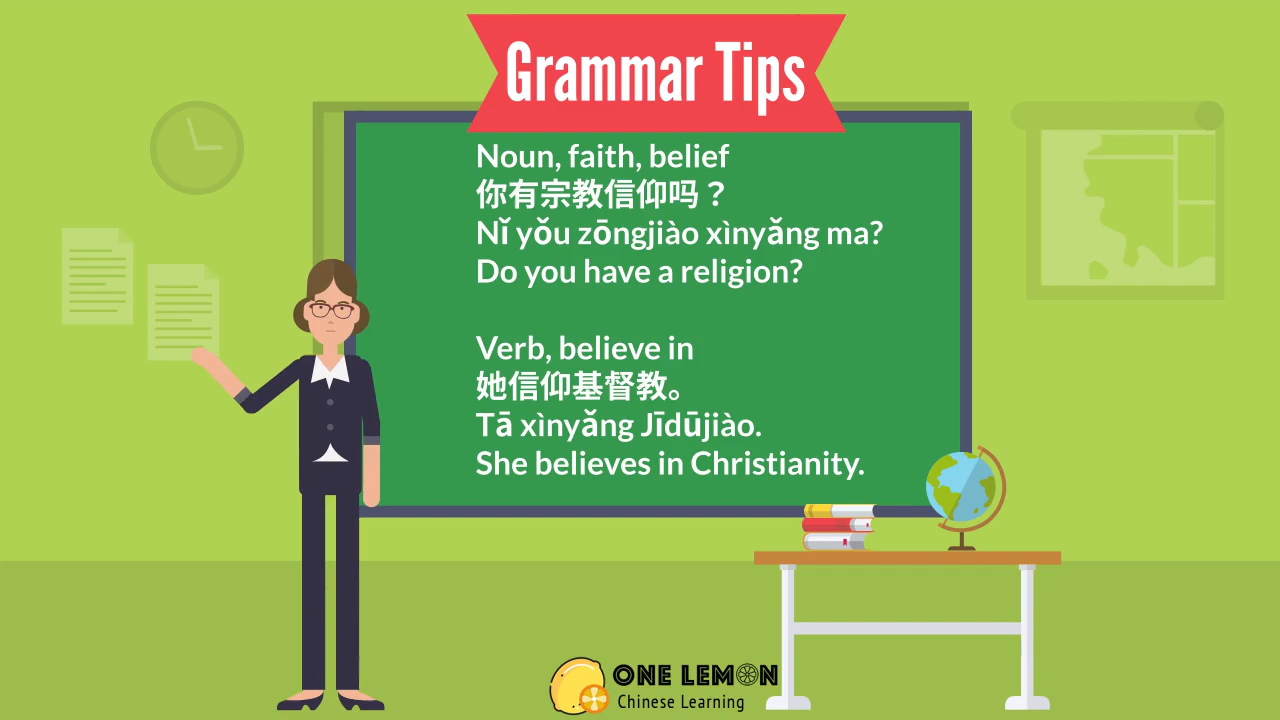 Grammar Tips
Noun, faith, belief
你有宗教信仰吗？
Nǐ yǒu zōngjiào xìnyǎng ma?
Do you have a religion?
Verb, believe in
她信仰基督教。
Tā xìnyǎng Jīdūjiào.
She believes in Christianity.
ONE LEMON
Chinese Learning